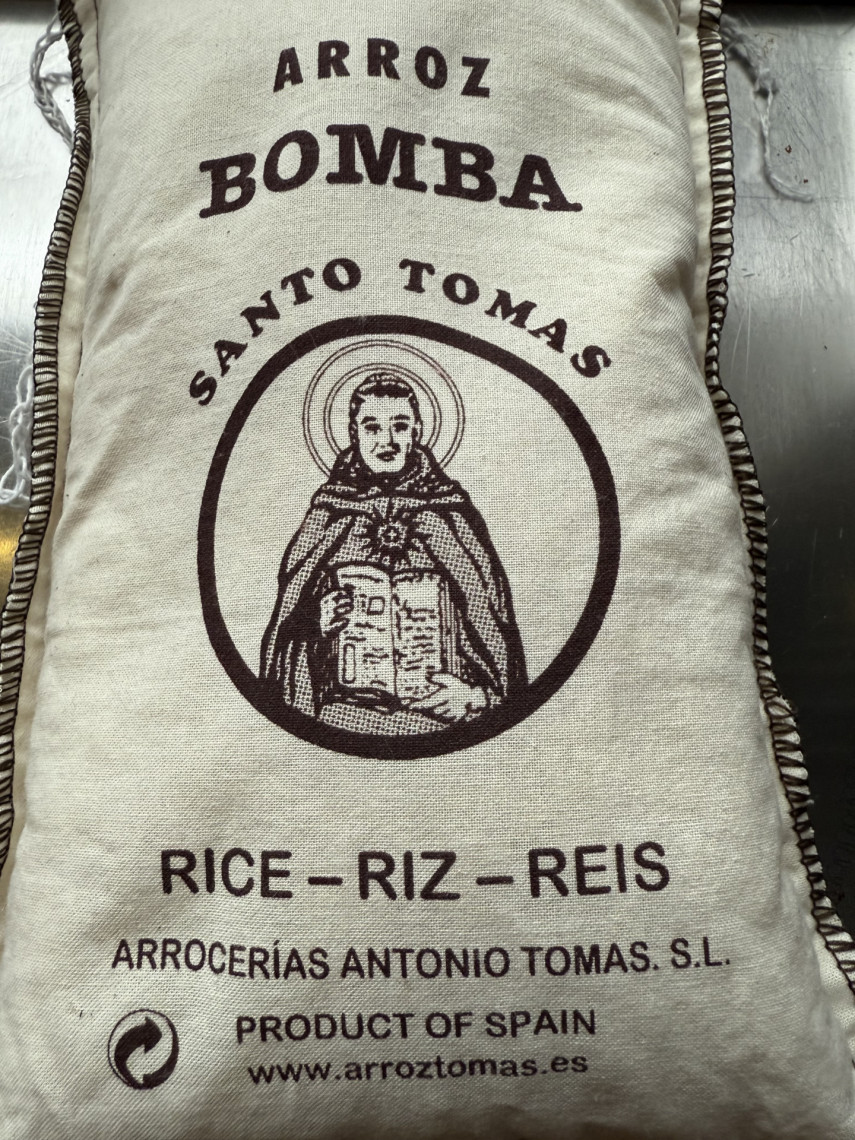 ARROZ
BOMBA
SANTO TOMAS
RICE – RIZ – REIS
ARROCERÍAS ANTONIO TOMAS. S.L.
PRODUCT OF SPAIN
www.arroztomas.es